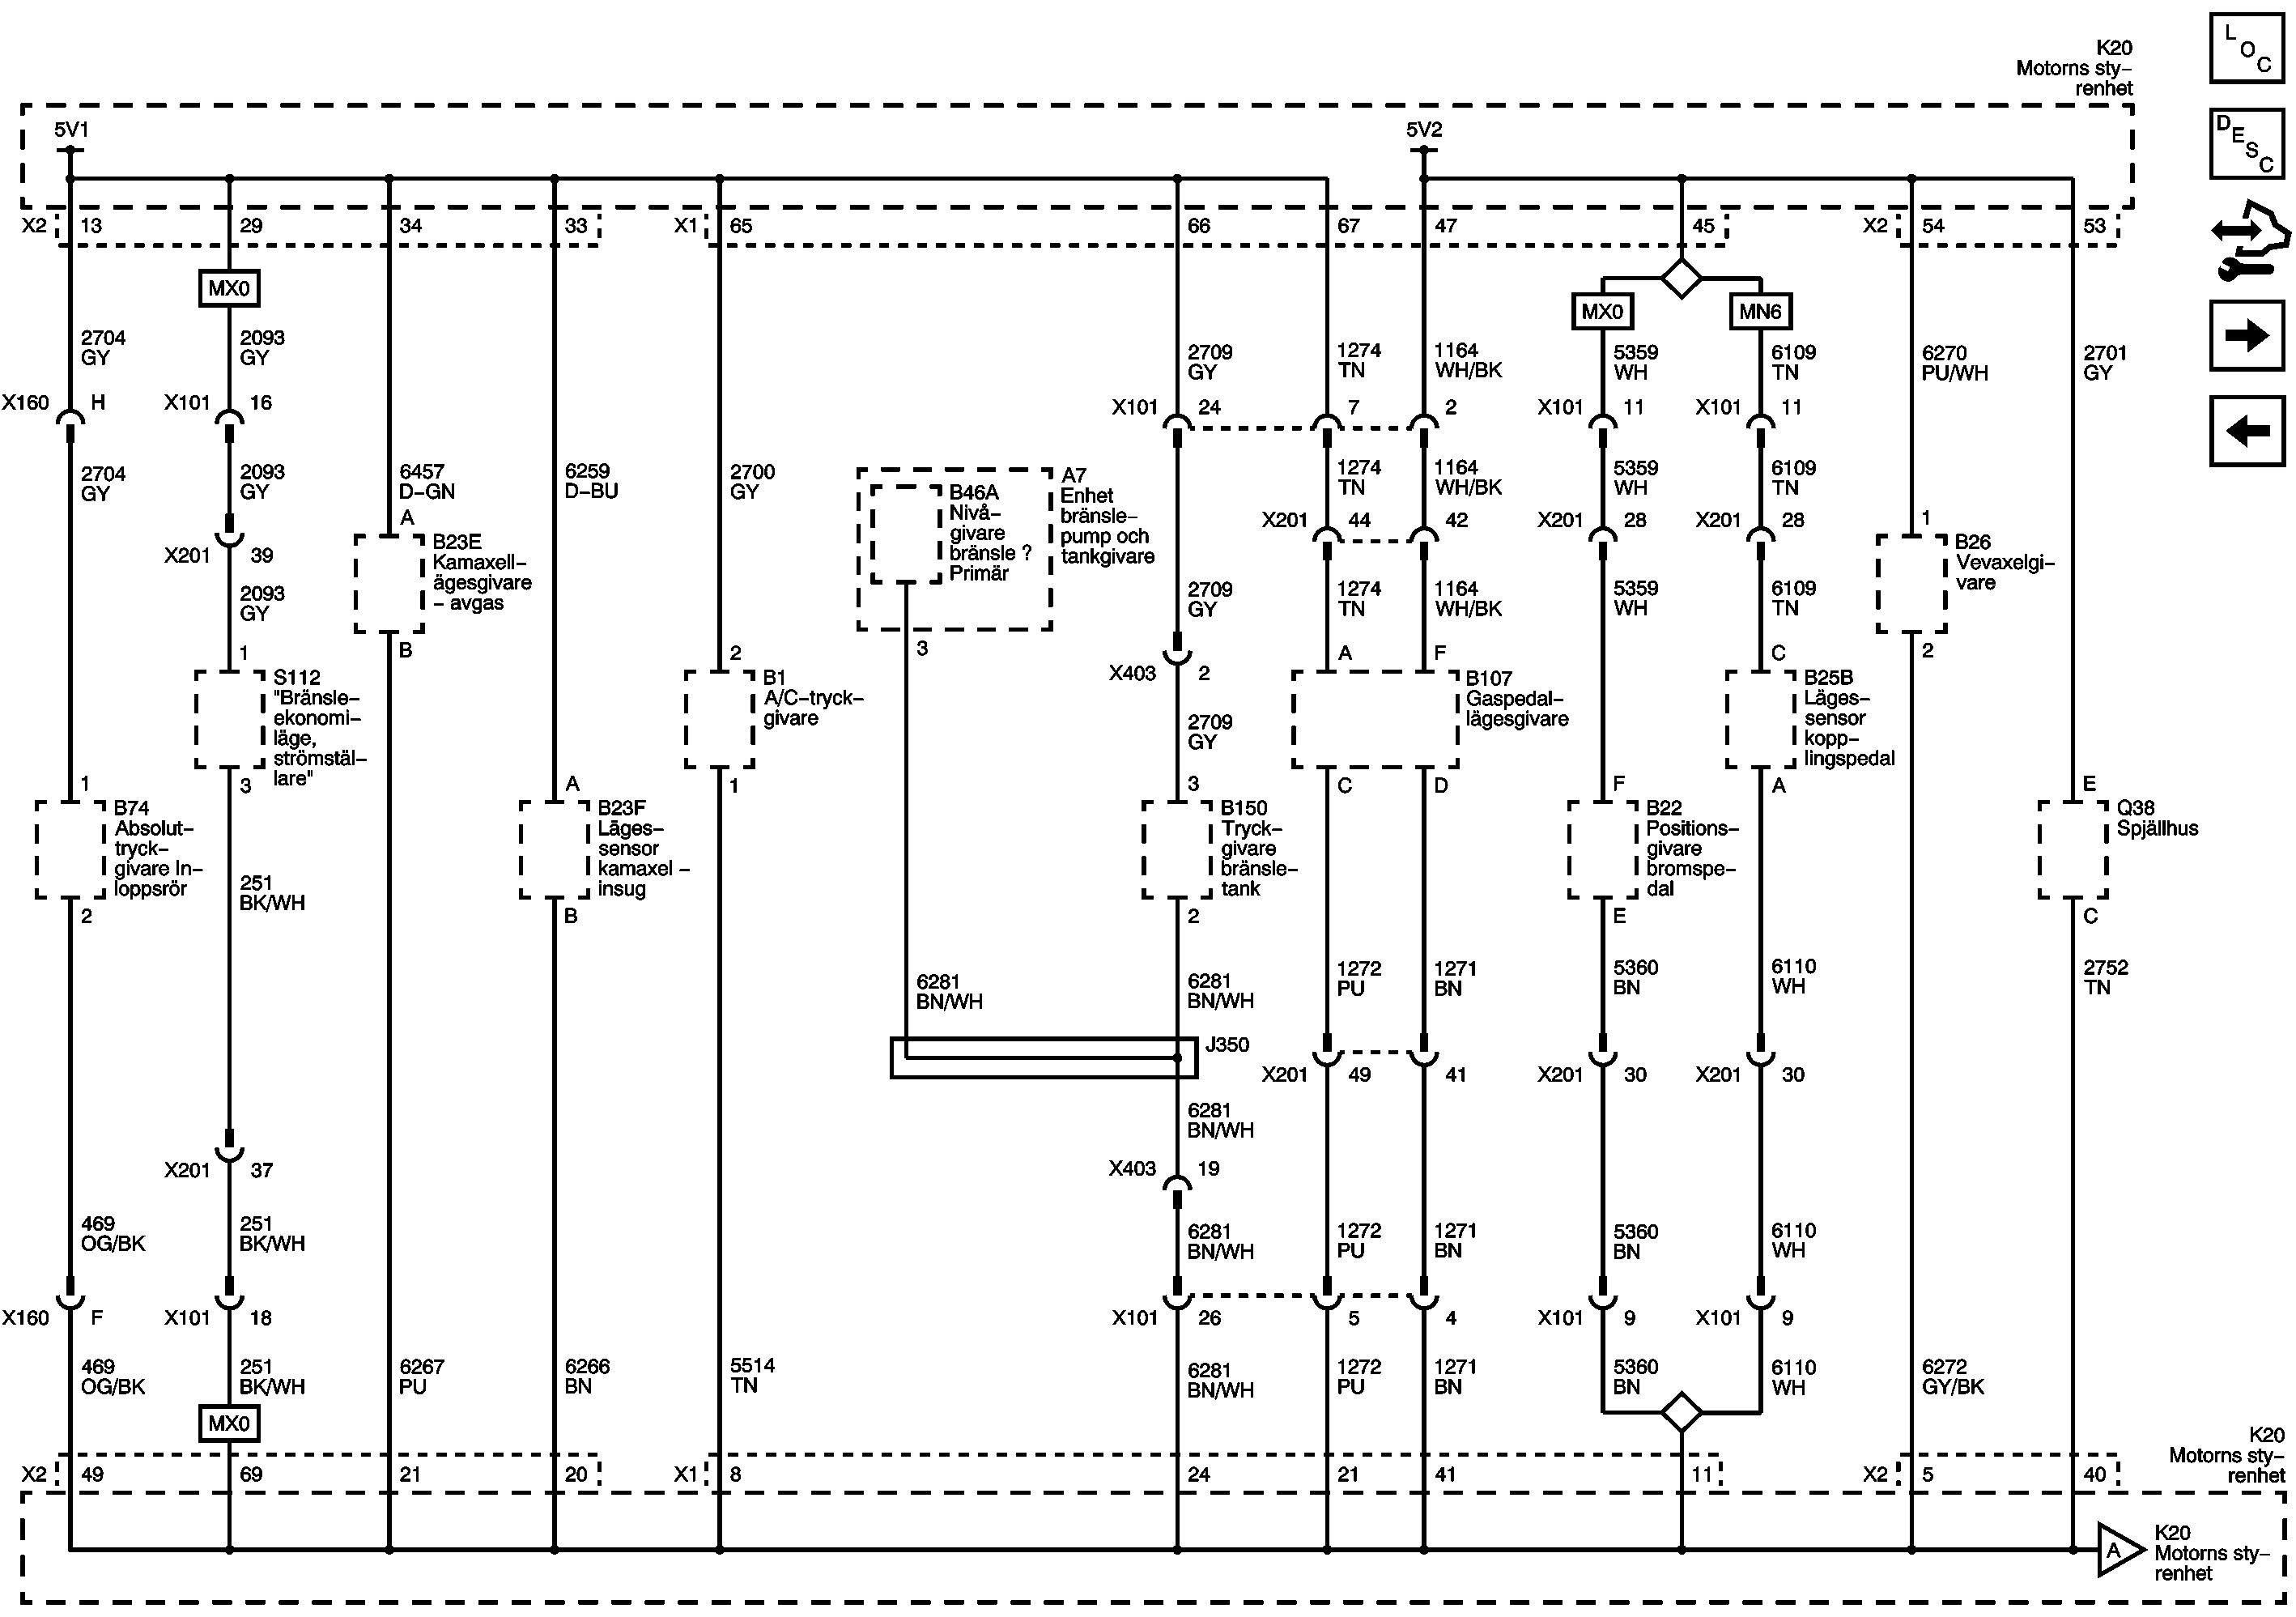 L
O
C
K20
Motorns sty–
renhet
D
E
S
C
5V1
5V2
X2 13 29 34 33 X1 65 66 67 47 45 X2 54 53
MX0
MX0 MN6
2704
GY
2093
GY
2709
GY
1274
TN
1164
WH/BK
5359
WH
6109
TN
6270
PU/WH
2701
GY
X160 H X101 16
X101 24 7 2 X101 11 X101 11
2704
GY
2093
GY
6457
D–GN
6259
D–BU
2700
GY
1274
TN
1164
WH/BK
5359
WH
6109
TN
A7
Enhet
bränsle–
pump och
tankgivare
B46A
Nivå–
givare
bränsle ?
Primär
3
X201 44 42 X201 28 X201 28
X201 39
A
B23E
Kamaxell–
ägesgivare
– avgas
B
1
B26
Vevaxelgi–
vare
2
2093
GY
2709
GY
1274
TN
1164
WH/BK
5359
WH
6109
TN
X403 2
1
S112
"Bränsle–
ekonomi–
läge,
strömstäl–
lare"
3
2
B1
A/C–tryck–
givare
1
2709
GY
A F
B107
Gaspedal–
lägesgivare
C D
C
B25B
Läges–
sensor
kopp–
lingspedal
A
1
B74
Absolut–
tryck–
givare In–
loppsrör
2
A
B23F
Läges–
sensor
kamaxel –
insug
B
3
B150
Tryck–
givare
bränsle–
tank
2
F
B22
Positions–
givare
bromspe–
dal
E
E
Q38
Spjällhus
C
251
BK/WH
6281
BN/WH
6281
BN/WH
1272
PU
1271
BN
5360
BN
6110
WH
2752
TN
J350
X201 49 41 X201 30 X201 30
6281
BN/WH
X201 37
X403 19
469
OG/BK
251
BK/WH
6281
BN/WH
1272
PU
1271
BN
5360
BN
6110
WH
X160 F X101 18 X101 26 5 4 X101 9 X101 9
469
OG/BK
251
BK/WH
6267
PU
6266
BN
5514
TN
6281
BN/WH
1272
PU
1271
BN
5360
BN
6110
WH
6272
GY/BK
MX0
K20
Motorns sty–
renhet
X2 49 69 21 20 X1 8 24 21 41 11 X2 5 40
A
K20
Motorns sty–
renhet